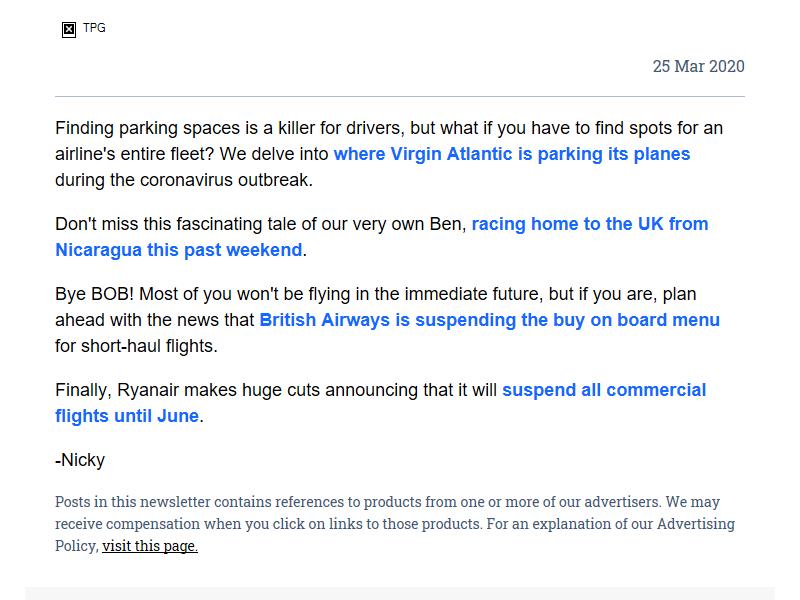 TPG
25 Mar 2020
Finding parking spaces is a killer for drivers, but what if you have to find spots for an
airline's entire fleet? We delve into where Virgin Atlantic is parking its planes
during the coronavirus outbreak.
Don't miss this fascinating tale of our very own Ben, racing home to the UK from
Nicaragua this past weekend.
Bye BOB! Most of you won't be flying in the immediate future, but if you are, plan
ahead with the news that British Airways is suspending the buy on board menu
for short-haul flights.
Finally, Ryanair makes huge cuts announcing that it will suspend all commercial
flights until June.
-Nicky
Posts in this newsletter contains references to products from one or more of our advertisers. We may
receive compensation when you click on links to those products. For an explanation of our Advertising
Policy, visit this page.